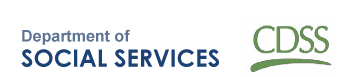 Department of
SOCIAL SERVICES
CDSS